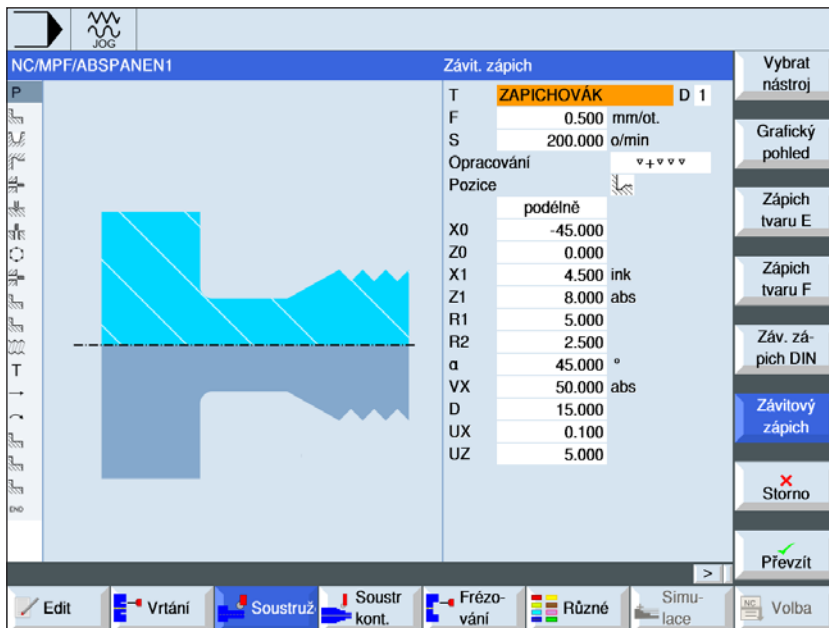 JOG
NC/MPF/ABSPANEN1
Závit. zápich
P
T ZAPICHOVÁK D 1
F 0.500 mm/ot.
S 200.000 o/min
Opracování
Pozice
podélně
X0 -45.000
Z0 0.000
X1 4.500 ink
Z1 8.000 abs
R1 5.000
R2 2.500
α 45.000 °
VX 50.000 abs
D 15.000
UX 0.100
UZ 5.000
T
END
Vybrat
nástroj
Grafický
pohled
Zápich
tvaru E
Zápich
tvaru F
Záv. zá-
pich DIN
Závitový
zápich
Storno
Převzít
>
Edit
Vrtání
Soustruž
Soustr
kont.
Frézo-
vání
Různé
Simu-
lace
NC
Volba